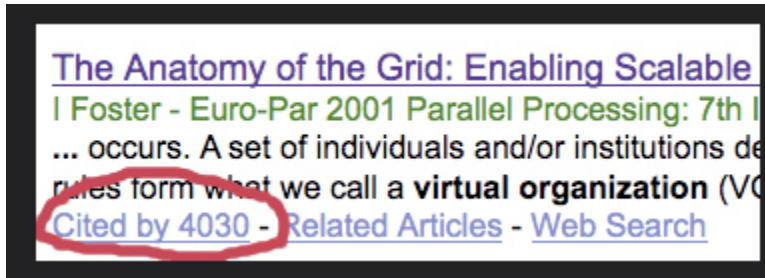 The Anatomy of the Grid: Enabling Scalable
I Foster - Euro-Par 2001 Parallel Processing: 7th I
... occurs. A set of individuals and/or institutions de
rules form what we call a virtual organization (VO
Cited by 4030 - Related Articles - Web Search